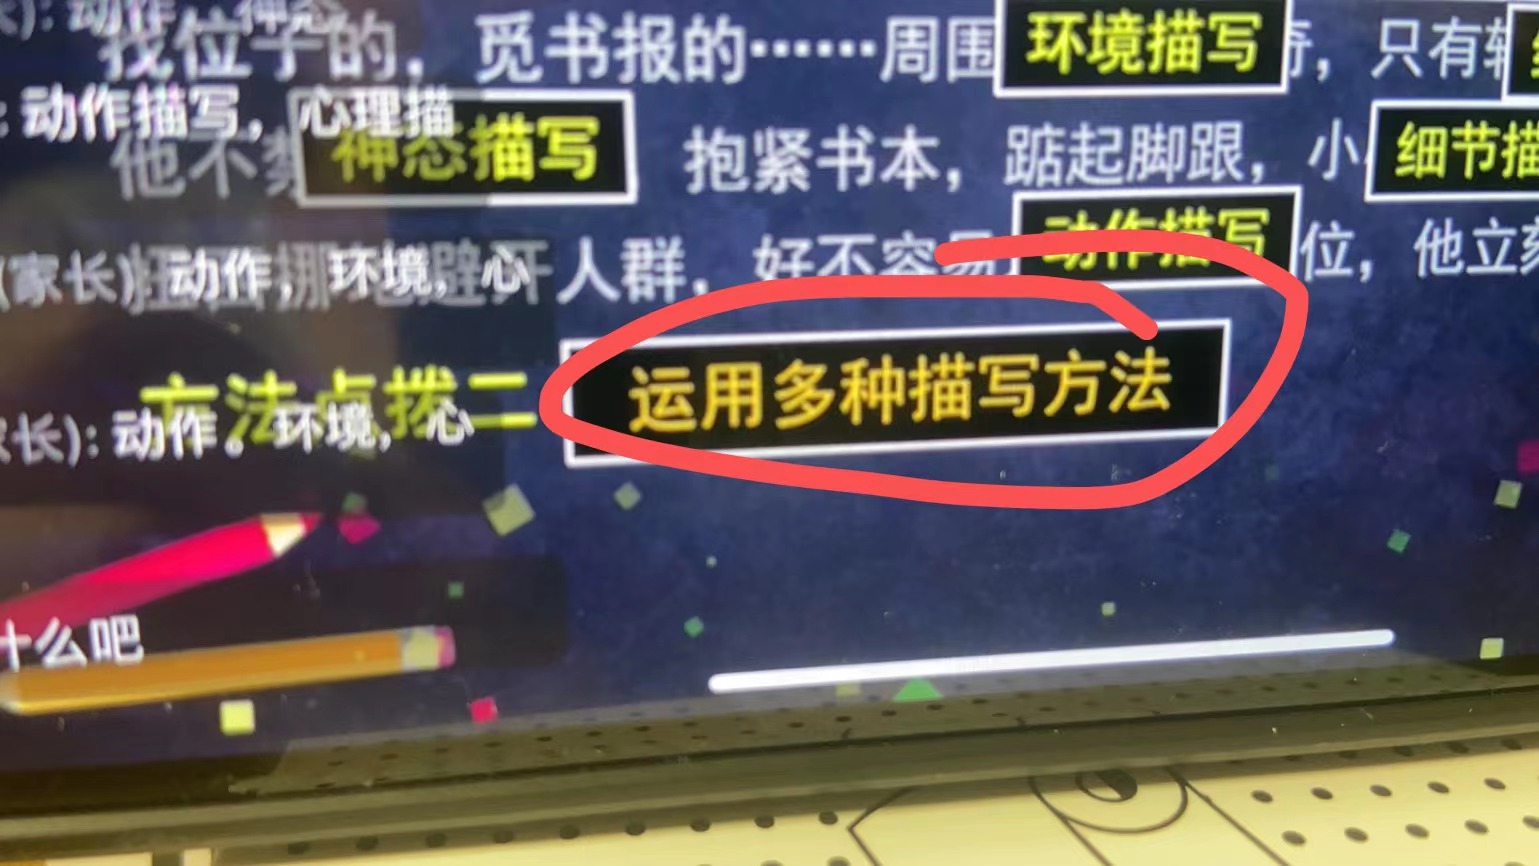 动作 神态
找位子的，觅书报的……周围 环境描写 ，只有
: 动作描写，心理描
他不 神态描写 抱紧书本，踮起脚跟，小 细节描
(家长) 动作，环境，心
挪 避开人群，好不容易 动作描写 位，他立刻
方法点拨二 运用多种描写方法
长): 动作。环境，心
什么吧